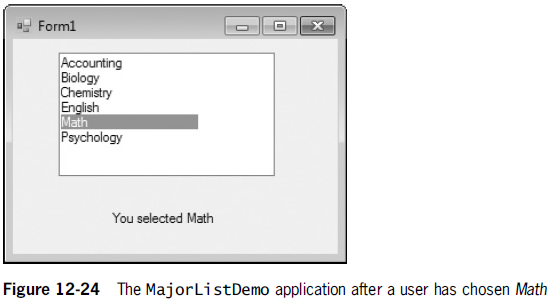 Form1
Accounting
Biology
Chemistry
English
Math
Psychology
You selected Math
Figure 12-24 The MajorListDemo application after a user has chosen Math